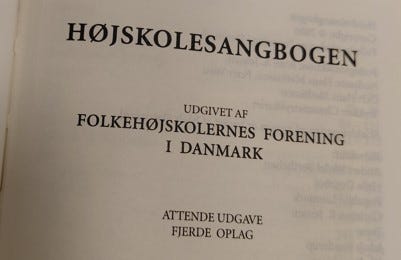 HØJSKOLESANGBOGEN
UDGIVET AF
FOLKEHØJSKOLERNES FORENING
I DANMARK
ATTENDE UDGAVE
FJERDE OPLAG